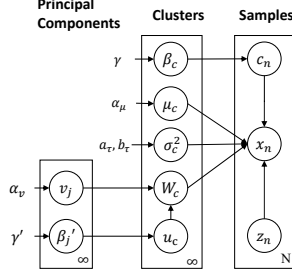 Principal
Components
Clusters
Samples
γ
β_c
c_n
α_μ
μ_c
a_τ, b_τ
σ_c^2
x_n
α_v
v_j
W_c
γ'
β_j'
u_c
z_n
∞
∞
N